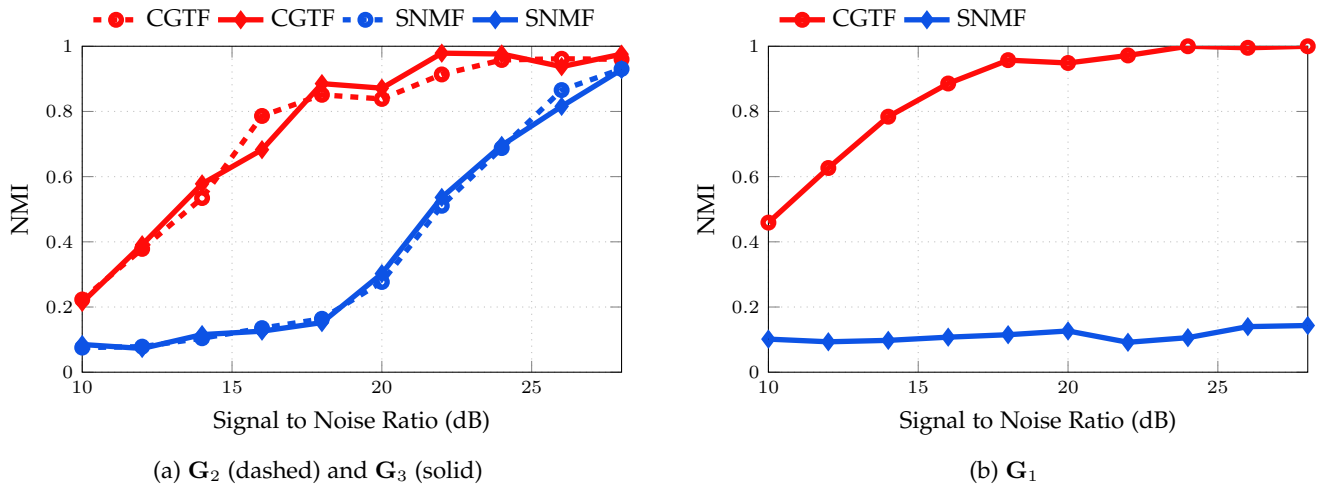 CGTF CGTF SNMF SNMF
1
0.8
0.6
0.4
0.2
0
10 15 20 25
NMI
Signal to Noise Ratio (dB)
(a) G₂ (dashed) and G₃ (solid)
CGTF SNMF
1
0.8
0.6
0.4
0.2
0
10 15 20 25
NMI
Signal to Noise Ratio (dB)
(b) G₁